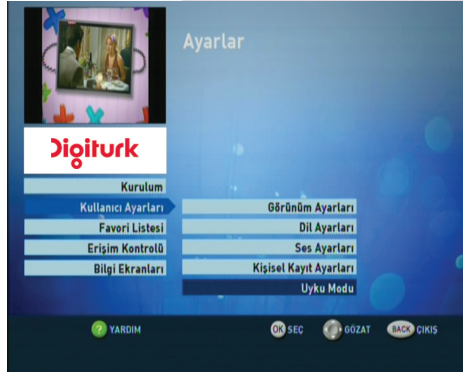 Ayarlar
Digiturk
Kurulum
Kullanıcı Ayarları
Favori Listesi
Erişim Kontrolü
Bilgi Ekranları
Görünüm Ayarları
Dil Ayarları
Ses Ayarları
Kişisel Kayıt Ayarları
Uyku Modu
? YARDIM
OK SEÇ
GÖZAT
BACK ÇIKIŞ